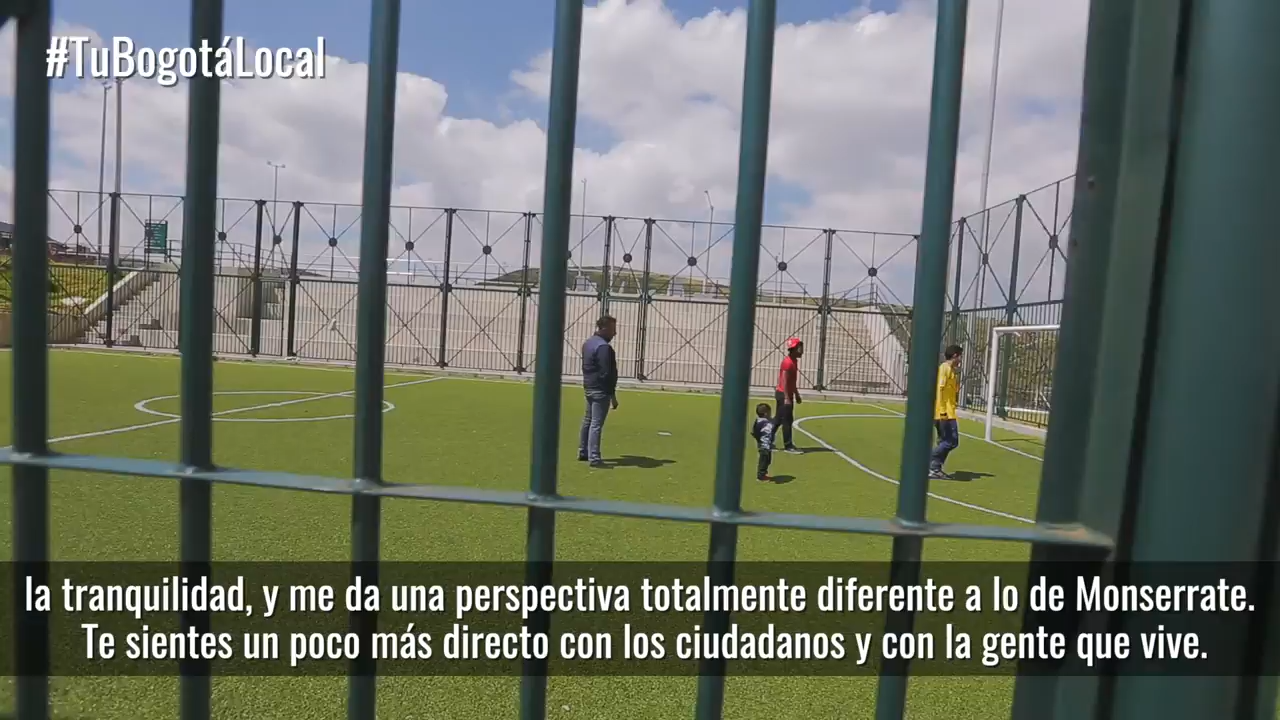 #TuBogotáLocal
la tranquilidad, y me da una perspectiva totalmente diferente a lo de Monserrate.
Te sientes un poco más directo con los ciudadanos y con la gente que vive.